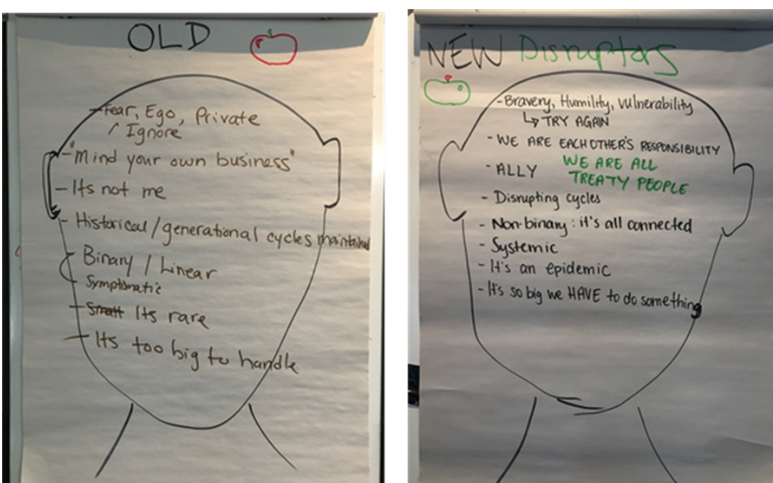 OLD
-Fear, Ego, Private
Ignore
-"Mind your own business"
-Its not me
-Historical/generational cycles maintained
Binary/Linear
Symptomatic
-Small Its rare
-Its too big to handle
NEW Disruptors
-Bravery, Humility, Vulnerability
↳ TRY AGAIN
- WE ARE EACHOTHER'S RESPONSIBILITY
- ALLY WE ARE ALL
TREATY PEOPLE
- Disrupting cycles
- Non-binary: it's all connected
- Systemic
- It's an epidemic
- It's so big we HAVE to do something